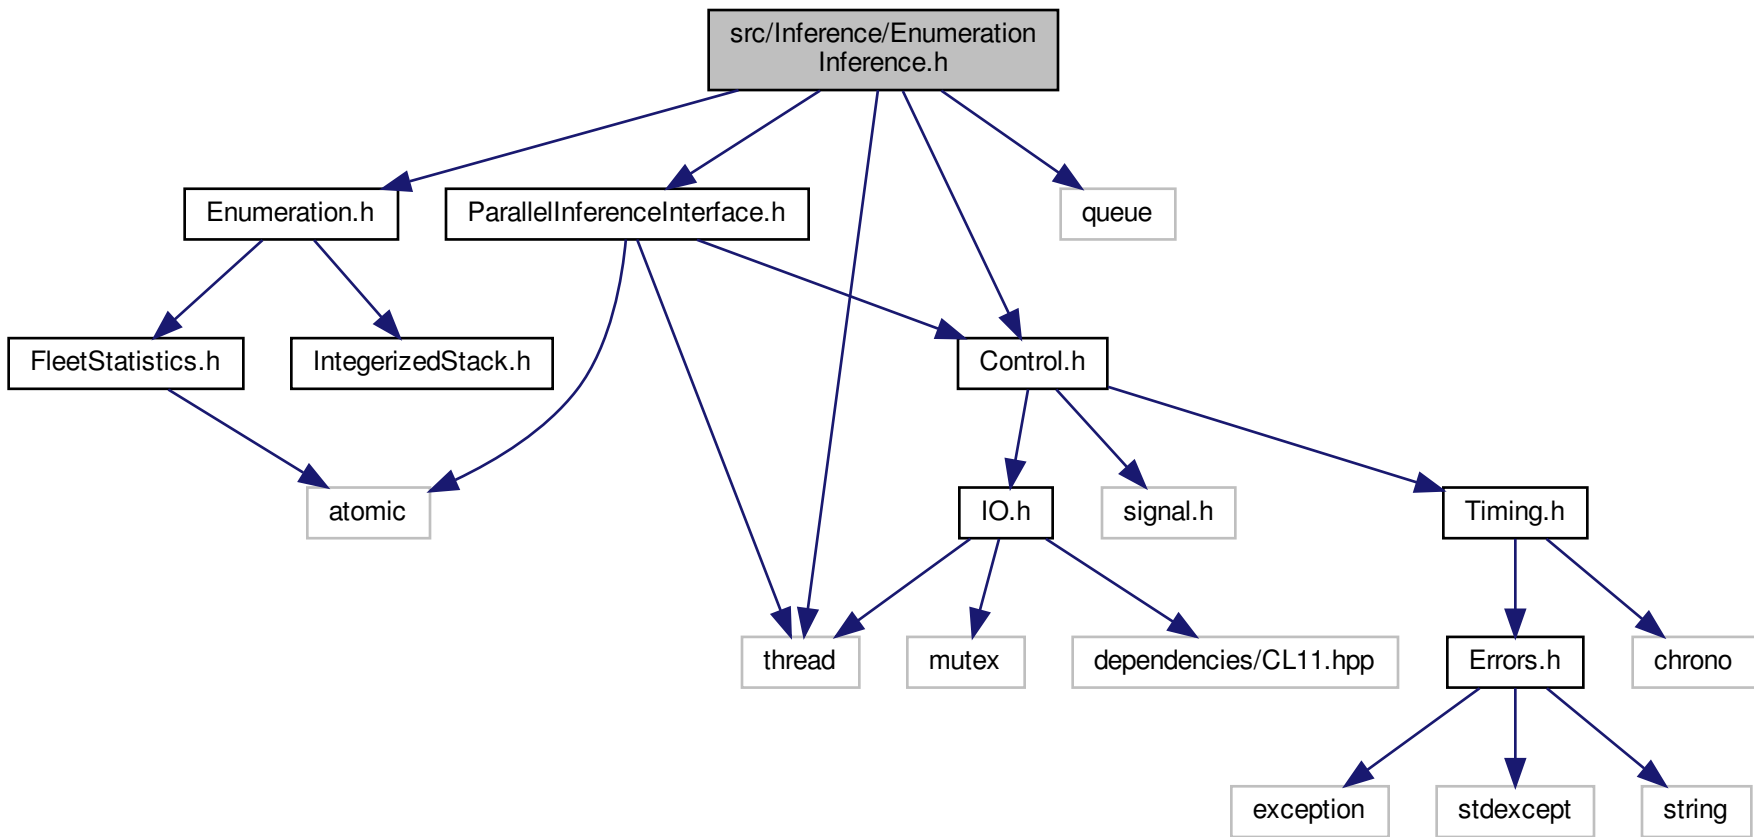 src/Inference/Enumeration
Inference.h
Enumeration.h
ParallelInferenceInterface.h
queue
FleetStatistics.h
IntegerizedStack.h
Control.h
atomic
IO.h
signal.h
Timing.h
thread
mutex
dependencies/CL11.hpp
Errors.h
chrono
exception
stdexcept
string